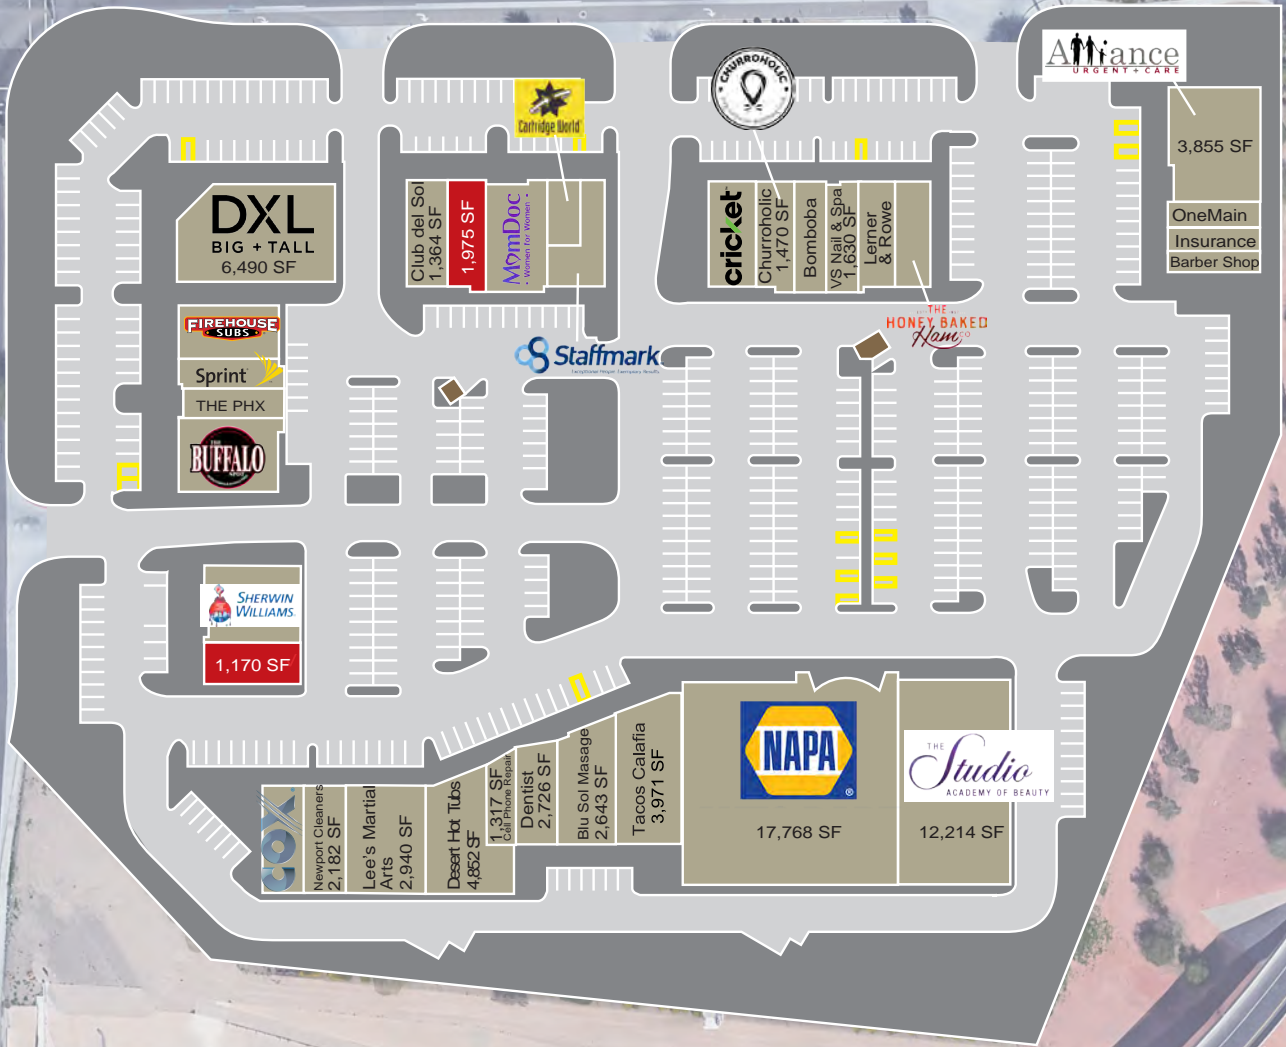 Alliance
URGENT + CARE
3,855 SF
OneMain
Insurance
Barber Shop
Cartridge World
CHURROHOLIC
DXL
BIG + TALL
6,490 SF
Club del Sol
1,364 SF
1,975 SF
MomDoc
• Women for Women •
cricket
Churroholic
1,470 SF
Bomboba
VS Nail & Spa
1,630 SF
Lerner
& Rowe
THE
HONEY BAKED
Ham CO
Staffmark
FIREHOUSE
SUBS
Sprint
THE PHX
THE
BUFFALO
SPOT
SHERWIN
WILLIAMS.
1,170 SF
COX
Newport Cleaners
2,182 SF
Lee's Martial
Arts
2,940 SF
Desert Hot Tubs
4,852 SF
1,317 SF
Cell Phone Repair
Dentist
2,726 SF
Blu Sol Masage
2,643 SF
Tacos Calafia
3,971 SF
NAPA
®
17,768 SF
THE
Studio
ACADEMY OF BEAUTY
12,214 SF